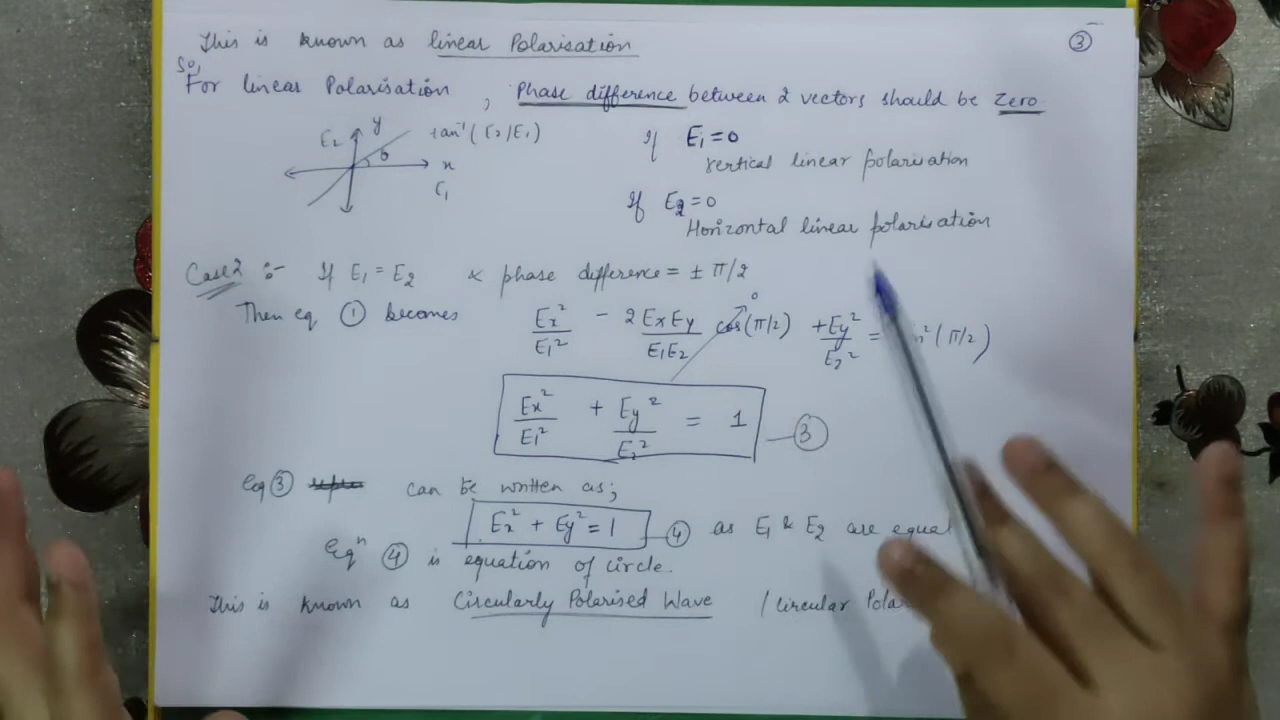 This is known as linear Polarisation
③
So,
For linear Polarisation , Phase difference between 2 vectors should be Zero
E₂ y tan⁻¹(E₂/E₁)
θ
x
E₁
If E₁=0
vertical linear polarisation
If E₂=0
Horizontal linear polarisation
Case 2 :- If E₁ = E₂ & phase difference = ± π/2
Then eq ① becomes Ex²/E₁² - 2ExEy/E₁E₂ cos(π/2) + Ey²/E₂² = (π/2)
0
Ex²/E₁² + Ey²/E₂² = 1 - ③
Eq ③ can be written as;
Ex² + Ey² = 1 - ④ as E₁ & E₂ are equal
Eqⁿ ④ is equation of circle.
This is known as Circularly Polarised Wave / Circular